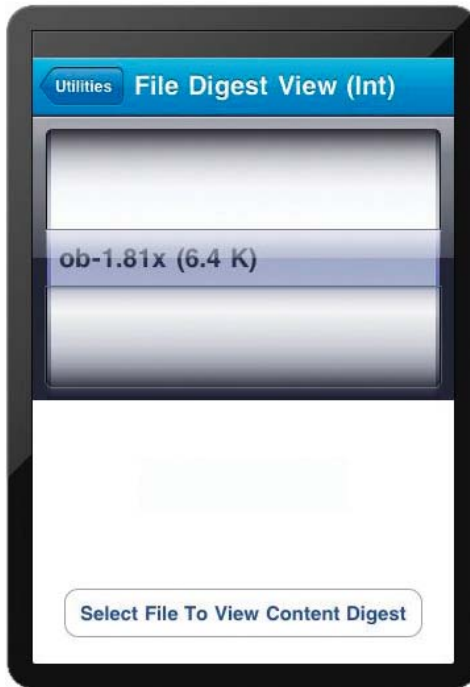 Utilities
File Digest View (Int)
ob-1.81x (6.4 K)
Select File To View Content Digest